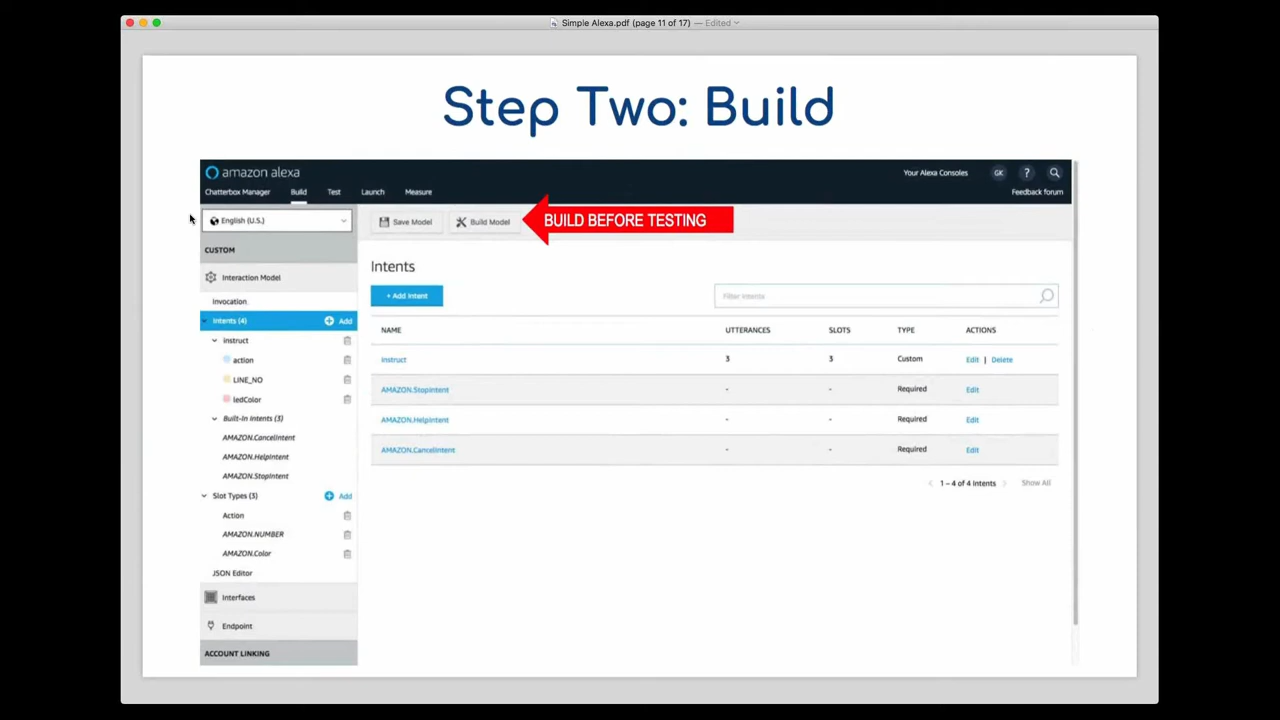 Simple Alexa.pdf (page 11 of 17) — Edited
Step Two: Build
amazon alexa
Your Alexa Consoles GK ?
Chatterbox Manager Build Test Launch Measure Feedback forum
English (U.S.) Save Model Build Model BUILD BEFORE TESTING
CUSTOM
Interaction Model
Invocation
Intents (4) Add
instruct
action
LINE_NO
ledColor
Built-In Intents (3)
AMAZON.CancelIntent
AMAZON.HelpIntent
AMAZON.StopIntent
Slot Types (3) Add
Action
AMAZON.NUMBER
AMAZON.Color
JSON Editor
Interfaces
Endpoint
ACCOUNT LINKING
Intents
+ Add Intent Filter intents
NAME UTTERANCES SLOTS TYPE ACTIONS
instruct 3 3 Custom Edit | Delete
AMAZON.StopIntent - - Required Edit
AMAZON.HelpIntent - - Required Edit
AMAZON.CancelIntent - - Required Edit
< 1 – 4 of 4 intents > Show All